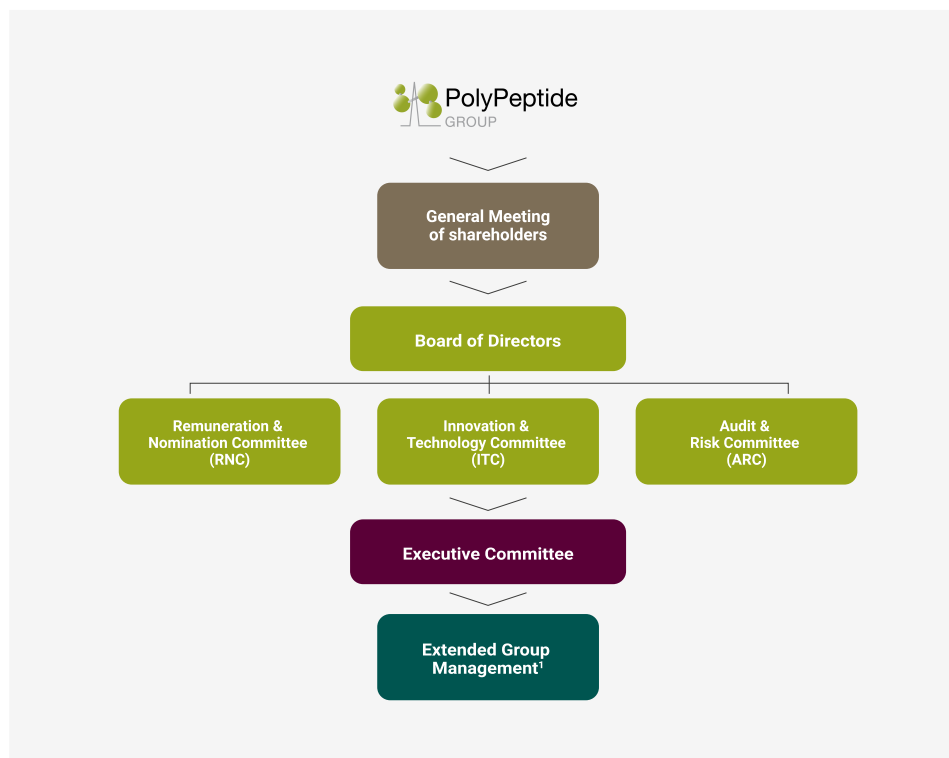 PolyPeptide
GROUP
General Meeting
of shareholders
Board of Directors
Remuneration &
Nomination Committee
(RNC)
Innovation &
Technology Committee
(ITC)
Audit &
Risk Committee
(ARC)
Executive Committee
Extended Group
Management¹